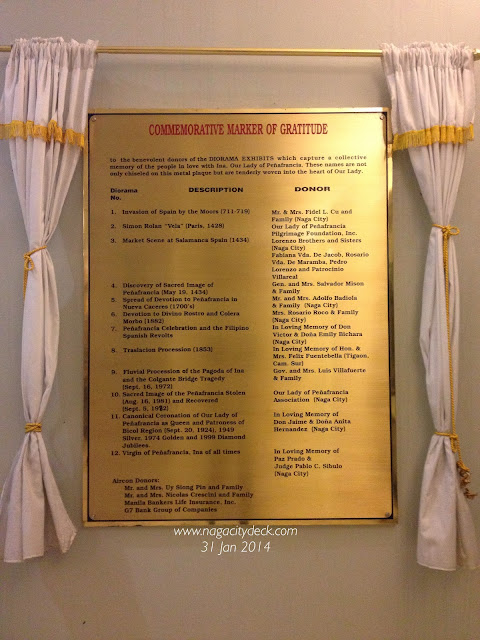 COMMEMORATIVE MARKER OF GRATITUDE
to the benevolent donors of the DIORAMA EXHIBITS which capture a collective
memory of the people in love with Ina, Our Lady of Peñafrancia. These names are not
only chiseled on this metal plaque but are tenderly woven into the heart of Our Lady.
Diorama No. DESCRIPTION DONOR
1. Invasion of Spain by the Moors (711-719) Mr. & Mrs. Fidel L. Cu and
Family (Naga City)
2. Simon Rolan "Vela" (Paris, 1428) Our Lady of Peñafrancia
Pilgrimage Foundation, Inc.
3. Market Scene at Salamanca Spain (1434) Lorenzo Brothers and Sisters
(Naga City)
Fabiana Vda. De Jacob, Rosario
Vda. De Maramba, Pedro
Lorenzo and Patrocinio
Villareal
4. Discovery of Sacred Image of Gen. and Mrs. Salvador Mison
Peñafrancia (May 15, 1434) & Family
5. Spread of Devotion to Peñafrancia in Mr. and Mrs. Adolfo Badiola
Nueva Caceres (1700's) & Family (Naga City)
6. Devotion to Divino Rostro and Colera Mrs. Rosario Roco & Family
Morbo (1882) (Naga City)
7. Peñafrancia Celebration and the Filipino In Loving Memory of Don
Spanish Revolts Victor & Doña Emily Bichara
(Naga City)
8. Traslacion Procession (1853) In Loving Memory of Hon. &
Mrs. Felix Fuentebella (Tigaon,
Cam. Sur)
9. Fluvial Procession of the Pagoda of Ina Gov. and Mrs. Luis Villafuerte
and the Colgante Bridge Tragedy & Family
(Sept. 16, 1972)
10. Sacred Image of the Peñafrancia Stolen Our Lady of Peñafrancia
(Aug. 16, 1981) and Recovered Association (Naga City)
(Sept. 5,
11. Canonical Coronation of Our Lady of In Loving Memory of
Peñafrancia as Queen and Patroness of Don Jaime & Doña Anita
Bicol Region (Sept. 20, 1924), 1949 Hernandez (Naga City)
Silver, 1974 Golden and 1999 Diamond
Jubilees.
12. Virgin of Peñafrancia, Ina of all times In Loving Memory of
Paz Prado &
Judge Pablo C. Sibulo
(Naga City)
Aircon Donors:
Mr. and Mrs. Uy Siong Pin and Family
Mr. and Mrs. Nicolas Crescini and Family
Manila Bankers Life Insurance, Inc.
G7 Bank Group of Companies
www.nagacitydeck.com
31 Jan 2014